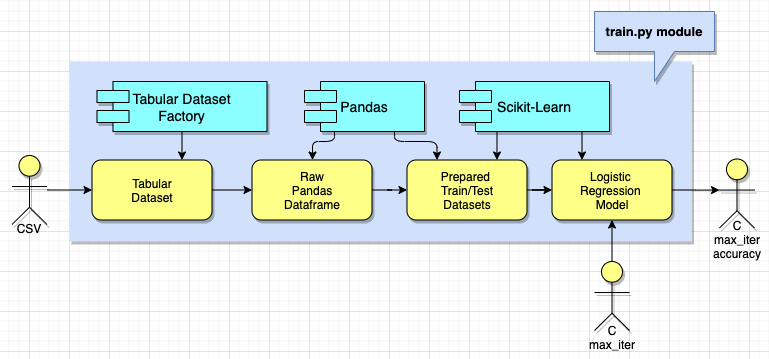 train.py module
Tabular Dataset
Factory
Pandas
Scikit-Learn
Tabular
Dataset
Raw
Pandas
Dataframe
Prepared
Train/Test
Datasets
Logistic
Regression
Model
CSV
C
max_iter
accuracy
C
max_iter